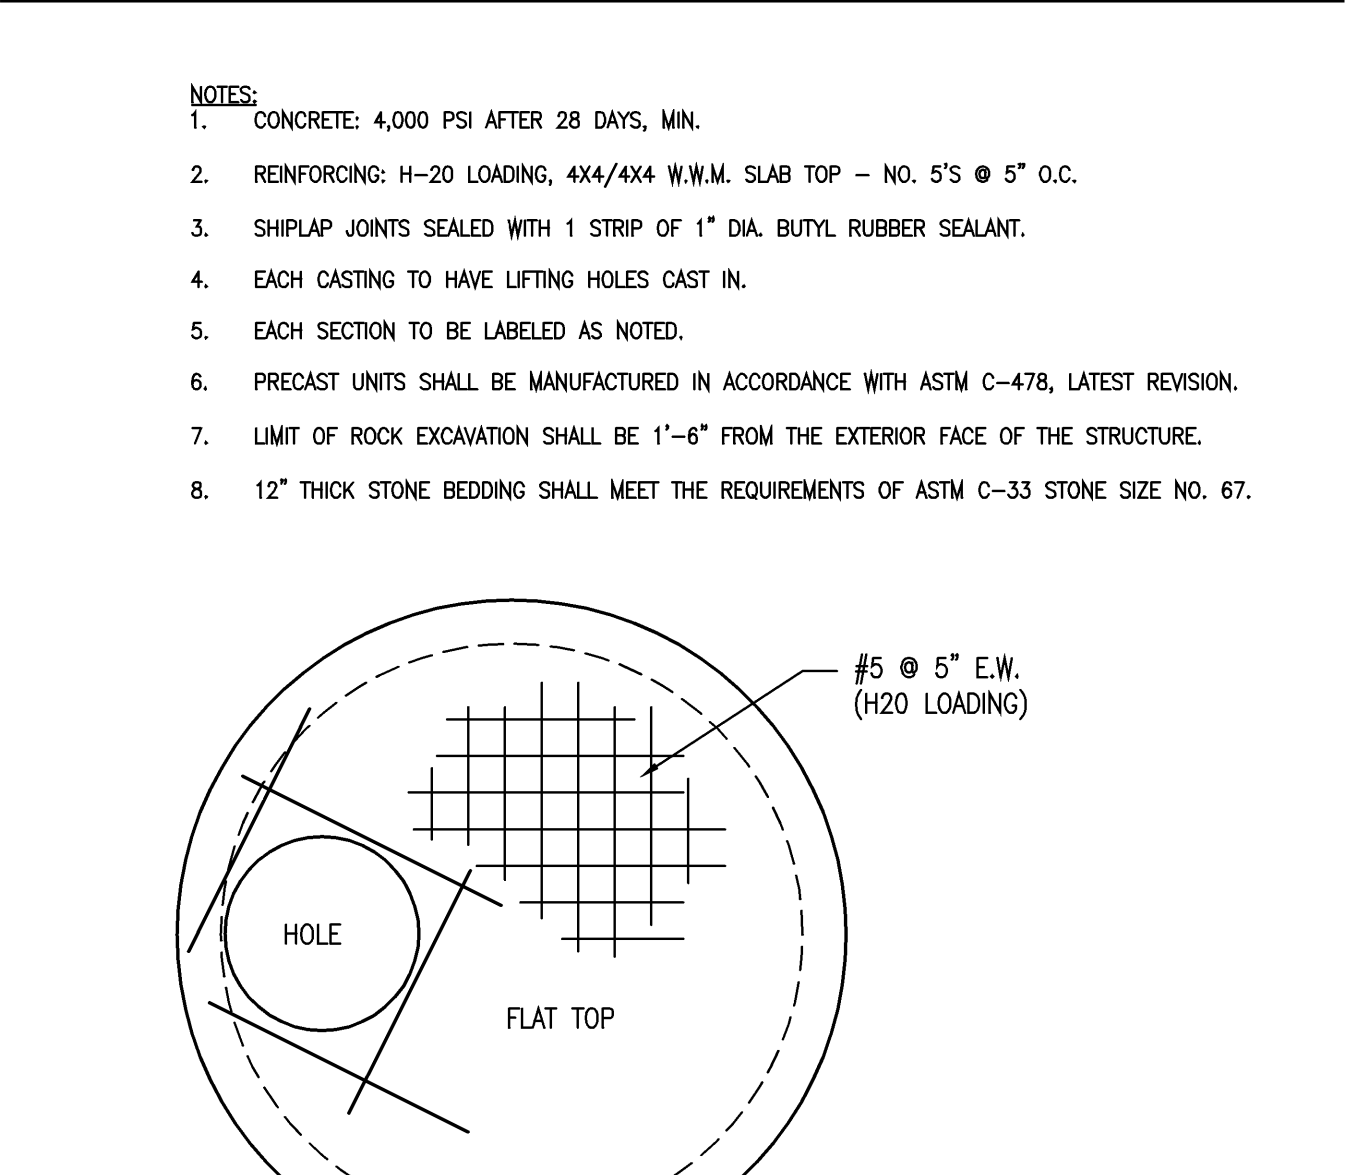 NOTES:
1. CONCRETE: 4,000 PSI AFTER 28 DAYS, MIN.
2. REINFORCING: H-20 LOADING, 4X4/4X4 W.W.M. SLAB TOP - NO. 5'S @ 5" O.C.
3. SHIPLAP JOINTS SEALED WITH 1 STRIP OF 1" DIA. BUTYL RUBBER SEALANT.
4. EACH CASTING TO HAVE LIFTING HOLES CAST IN.
5. EACH SECTION TO BE LABELED AS NOTED.
6. PRECAST UNITS SHALL BE MANUFACTURED IN ACCORDANCE WITH ASTM C-478, LATEST REVISION.
7. LIMIT OF ROCK EXCAVATION SHALL BE 1'-6" FROM THE EXTERIOR FACE OF THE STRUCTURE.
8. 12" THICK STONE BEDDING SHALL MEET THE REQUIREMENTS OF ASTM C-33 STONE SIZE NO. 67.
#5 @ 5" E.W.
(H20 LOADING)
HOLE
FLAT TOP